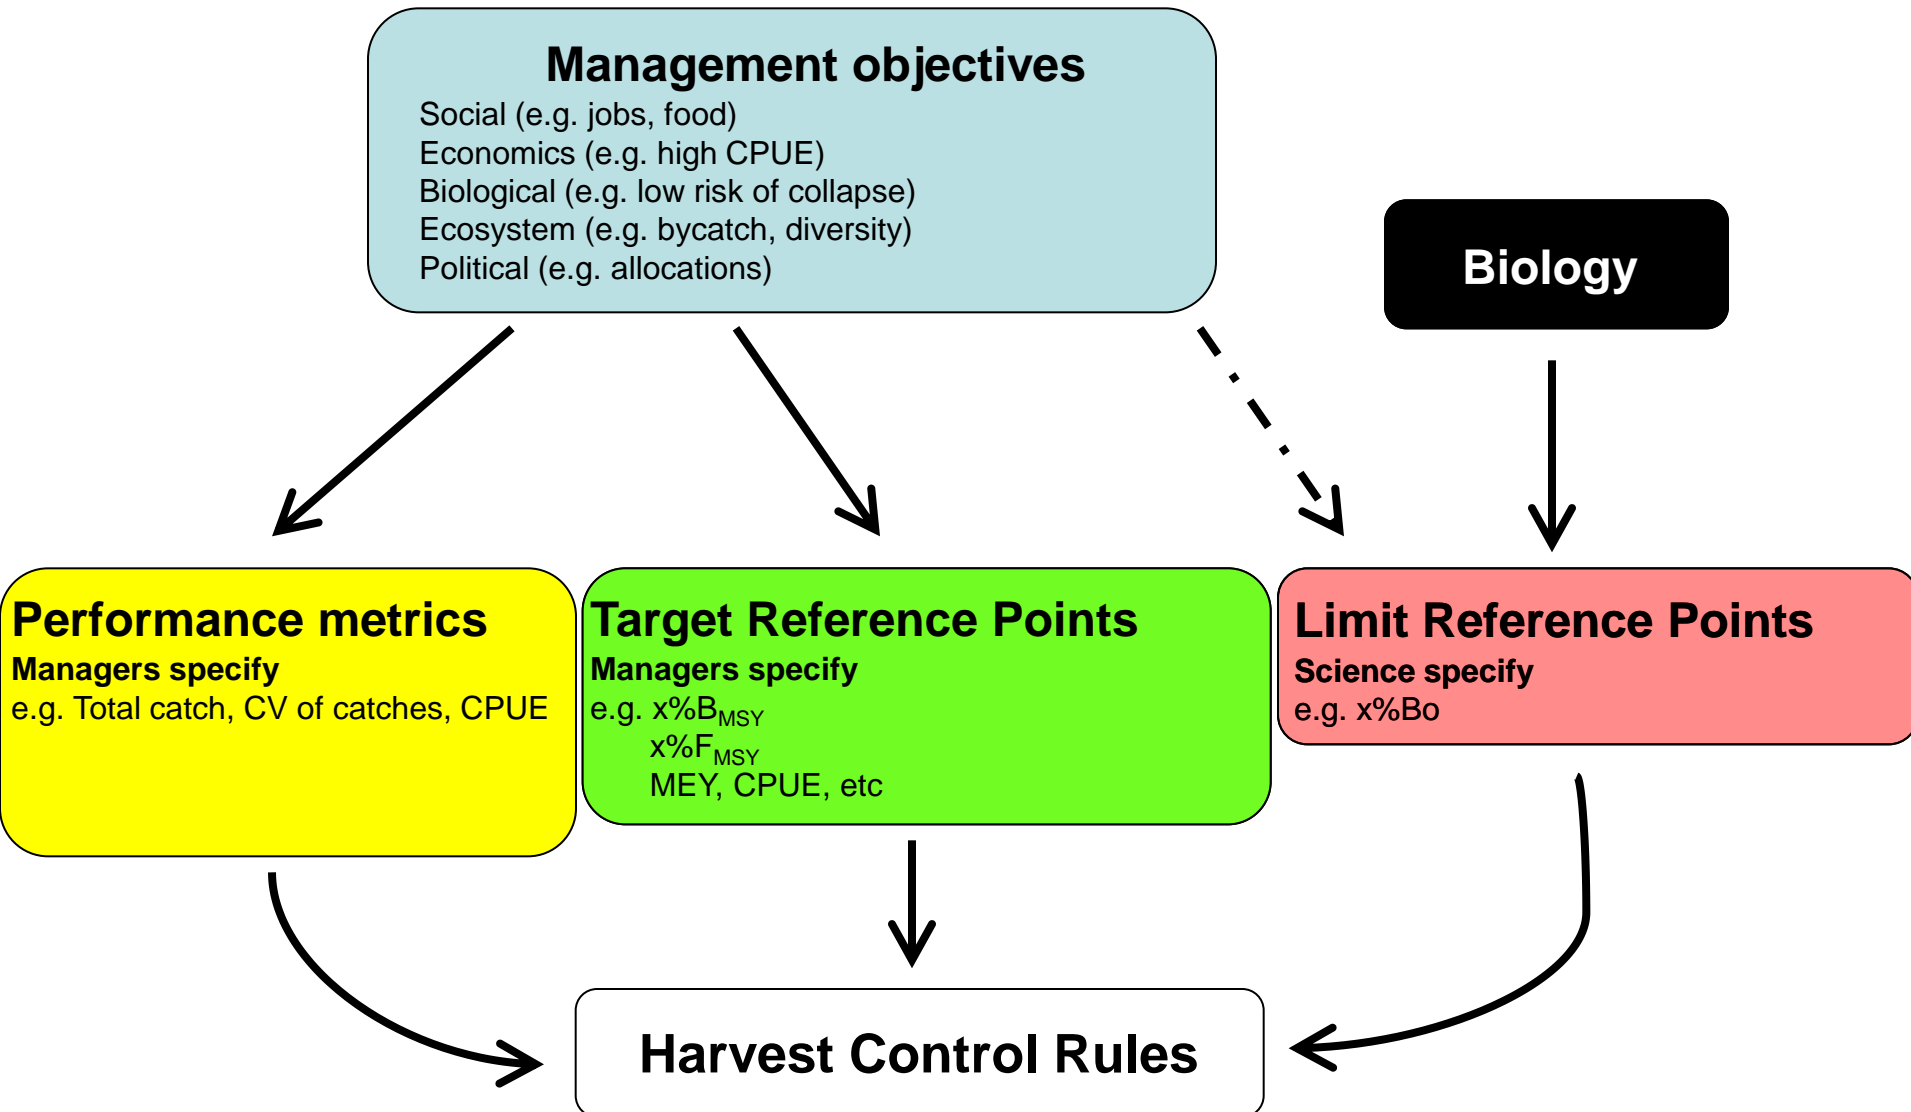 Management objectives
Social (e.g. jobs, food)
Economics (e.g. high CPUE)
Biological (e.g. low risk of collapse)
Ecosystem (e.g. bycatch, diversity)
Political (e.g. allocations)
Biology
Performance metrics
Managers specify
e.g. Total catch, CV of catches, CPUE
Target Reference Points
Managers specify
e.g. x%BMSY
x%FMSY
MEY, CPUE, etc
Limit Reference Points
Science specify
e.g. x%Bo
Harvest Control Rules